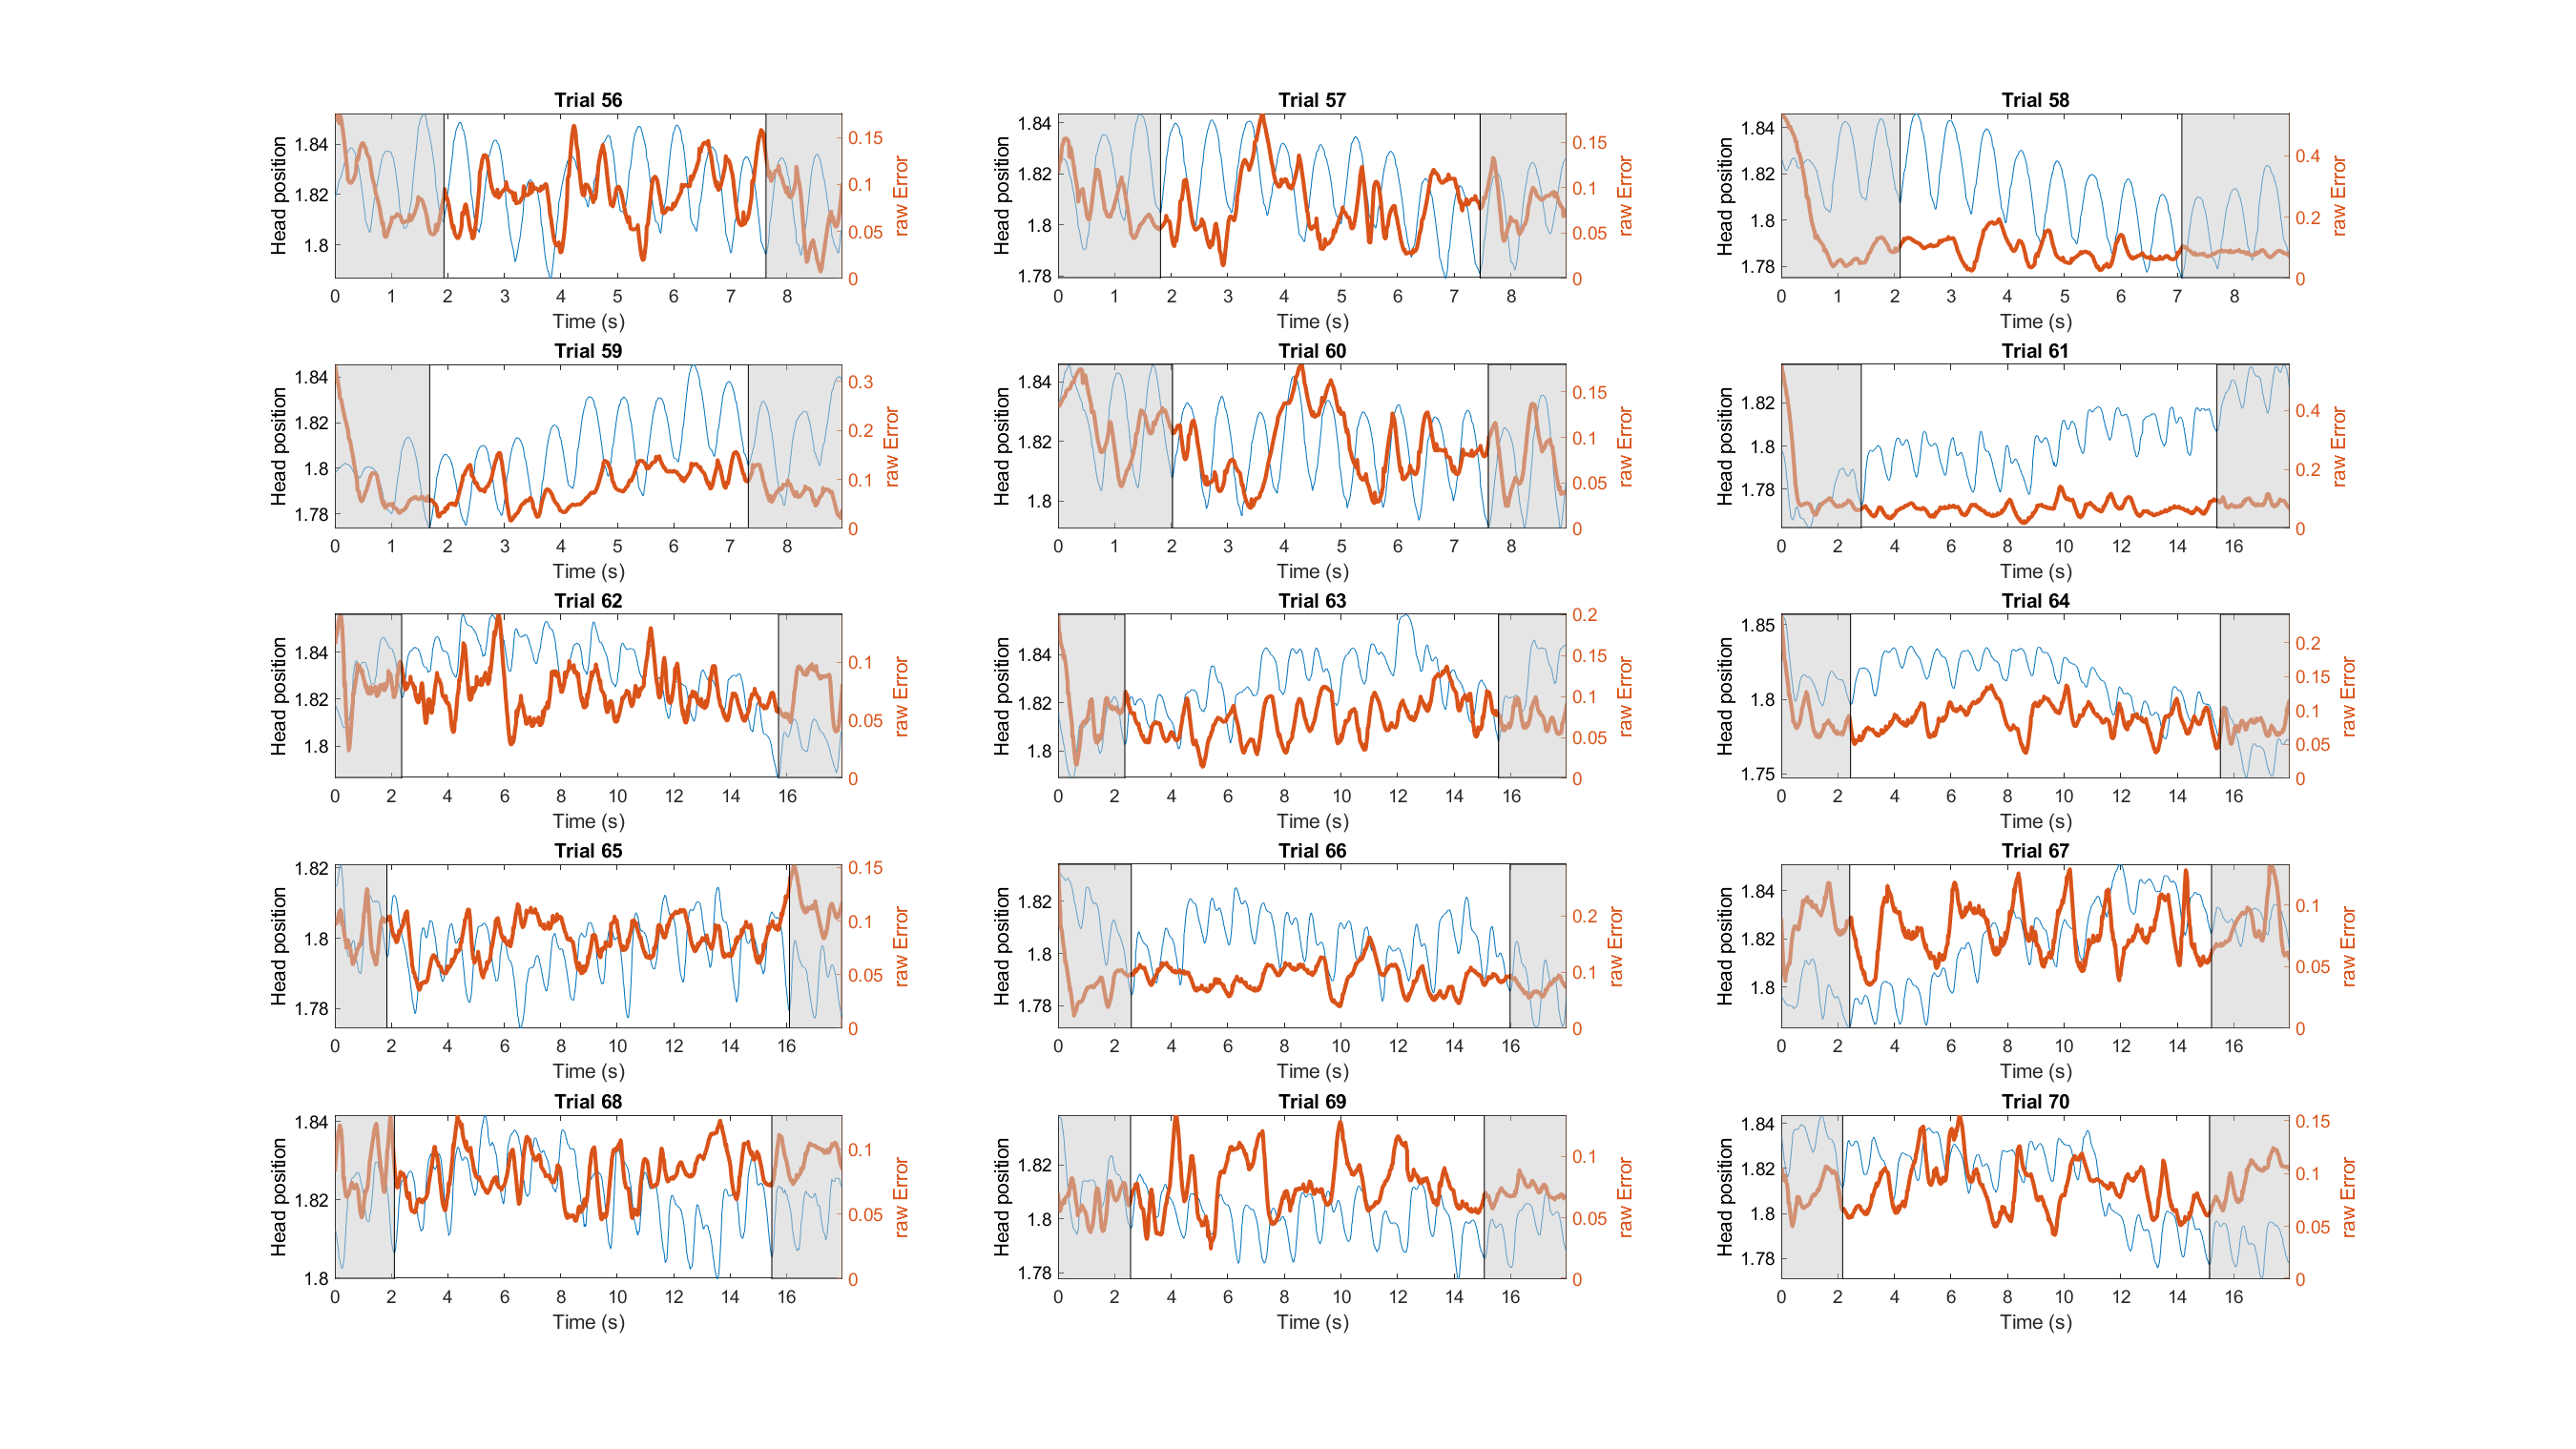 Trial 56
Trial 57
Trial 58
Head position
1.84
1.82
1.8
0.15
0.1
0.05
0
raw Error
Head position
1.84
1.82
1.8
1.78
0.15
0.1
0.05
0
raw Error
Head position
1.84
1.82
1.8
1.78
0.4
0.2
0
raw Error
0 1 2 3 4 5 6 7 8
0 1 2 3 4 5 6 7 8
0 1 2 3 4 5 6 7 8
Time (s)
Time (s)
Time (s)
Trial 59
Trial 60
Trial 61
Head position
1.84
1.82
1.8
1.78
0.3
0.2
0.1
0
raw Error
Head position
1.84
1.82
1.8
0.15
0.1
0.05
0
raw Error
Head position
1.82
1.8
1.78
0.4
0.2
0
raw Error
0 1 2 3 4 5 6 7 8
0 1 2 3 4 5 6 7 8
0 2 4 6 8 10 12 14 16
Time (s)
Time (s)
Time (s)
Trial 62
Trial 63
Trial 64
Head position
1.84
1.82
1.8
0.1
0.05
0
raw Error
Head position
1.84
1.82
1.8
0.2
0.15
0.1
0.05
0
raw Error
Head position
1.85
1.8
1.75
0.2
0.15
0.1
0.05
0
raw Error
0 2 4 6 8 10 12 14 16
0 2 4 6 8 10 12 14 16
0 2 4 6 8 10 12 14 16
Time (s)
Time (s)
Time (s)
Trial 65
Trial 66
Trial 67
Head position
1.82
1.8
1.78
0.15
0.1
0.05
0
raw Error
Head position
1.82
1.8
1.78
0.2
0.1
0
raw Error
Head position
1.84
1.82
1.8
0.1
0.05
0
raw Error
0 2 4 6 8 10 12 14 16
0 2 4 6 8 10 12 14 16
0 2 4 6 8 10 12 14 16
Time (s)
Time (s)
Time (s)
Trial 68
Trial 69
Trial 70
Head position
1.84
1.82
1.8
0.1
0.05
0
raw Error
Head position
1.82
1.8
1.78
0.1
0.05
0
raw Error
Head position
1.84
1.82
1.8
1.78
0.15
0.1
0.05
0
raw Error
0 2 4 6 8 10 12 14 16
0 2 4 6 8 10 12 14 16
0 2 4 6 8 10 12 14 16
Time (s)
Time (s)
Time (s)